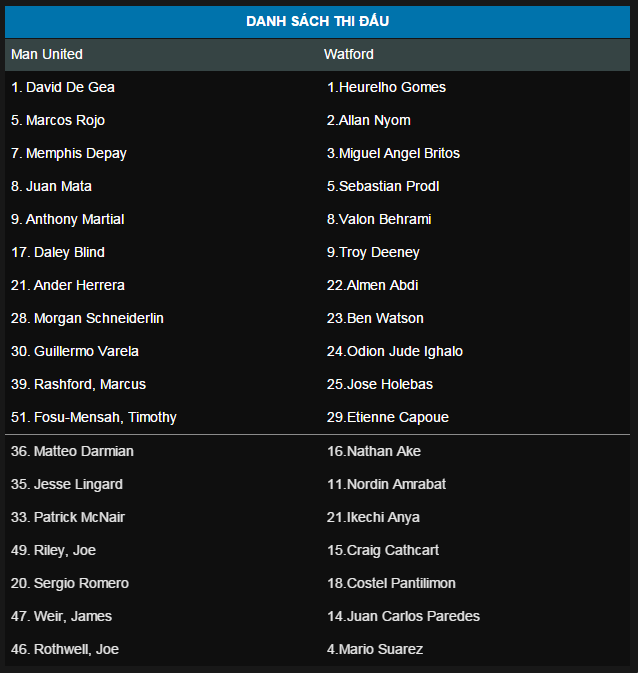 DANH SÁCH THI ĐẤU
Man United Watford
1. David De Gea 1.Heurelho Gomes
5. Marcos Rojo 2.Allan Nyom
7. Memphis Depay 3.Miguel Angel Britos
8. Juan Mata 5.Sebastian Prodl
9. Anthony Martial 8.Valon Behrami
17. Daley Blind 9.Troy Deeney
21. Ander Herrera 22.Almen Abdi
28. Morgan Schneiderlin 23.Ben Watson
30. Guillermo Varela 24.Odion Jude Ighalo
39. Rashford, Marcus 25.Jose Holebas
51. Fosu-Mensah, Timothy 29.Etienne Capoue
36. Matteo Darmian 16.Nathan Ake
35. Jesse Lingard 11.Nordin Amrabat
33. Patrick McNair 21.Ikechi Anya
49. Riley, Joe 15.Craig Cathcart
20. Sergio Romero 18.Costel Pantilimon
47. Weir, James 14.Juan Carlos Paredes
46. Rothwell, Joe 4.Mario Suarez